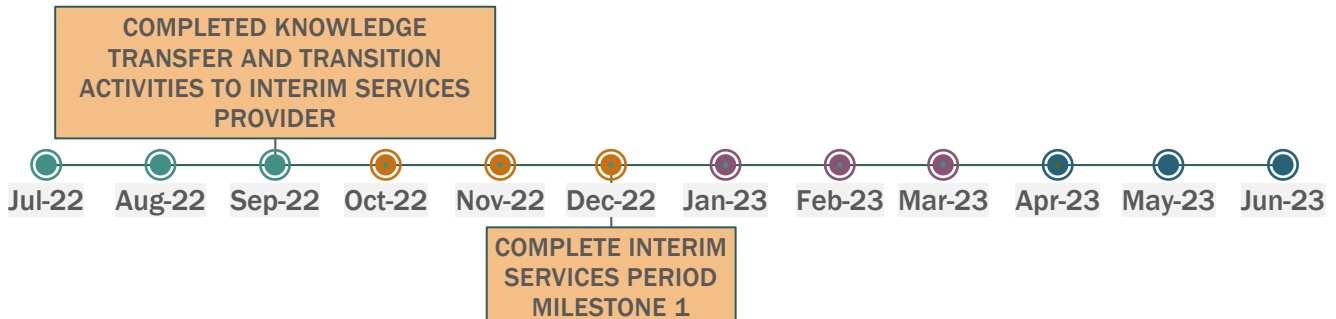 COMPLETED KNOWLEDGE
TRANSFER AND TRANSITION
ACTIVITIES TO INTERIM SERVICES
PROVIDER
Jul-22 Aug-22 Sep-22 Oct-22 Nov-22 Dec-22 Jan-23 Feb-23 Mar-23 Apr-23 May-23 Jun-23
COMPLETE INTERIM
SERVICES PERIOD
MILESTONE 1